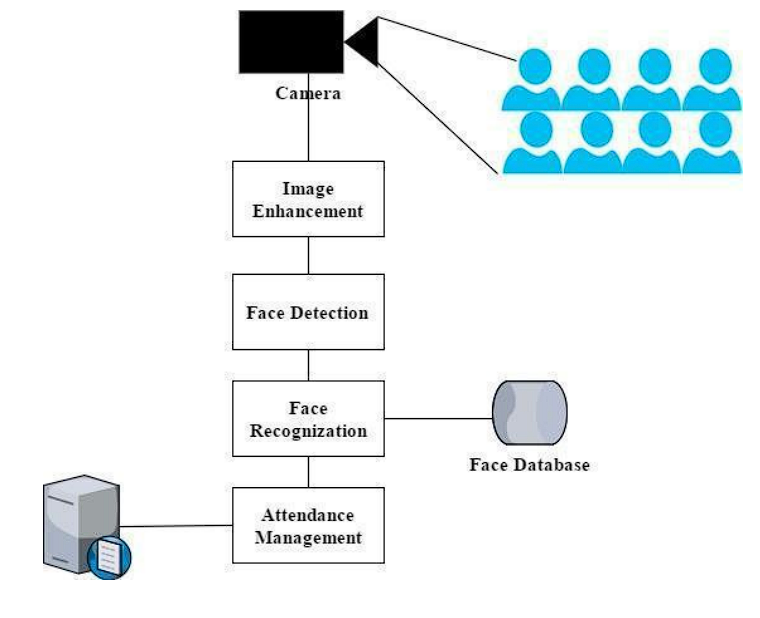 Camera
Image
Enhancement
Face Detection
Face
Recognization
Face Database
Attendance
Management